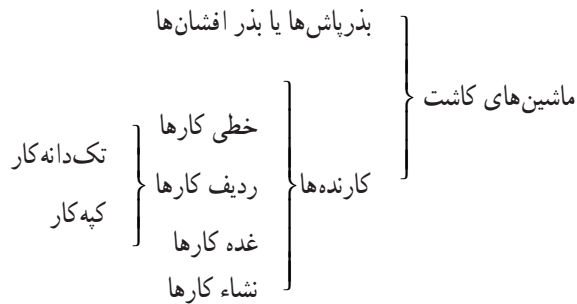 ماشین‌های کاشت
بذرپاش‌ها یا بذر افشان‌ها
کارنده‌ها
خطی کارها
ردیف کارها
غده کارها
نشاء کارها
تک‌دانه‌کار
کپه‌کار